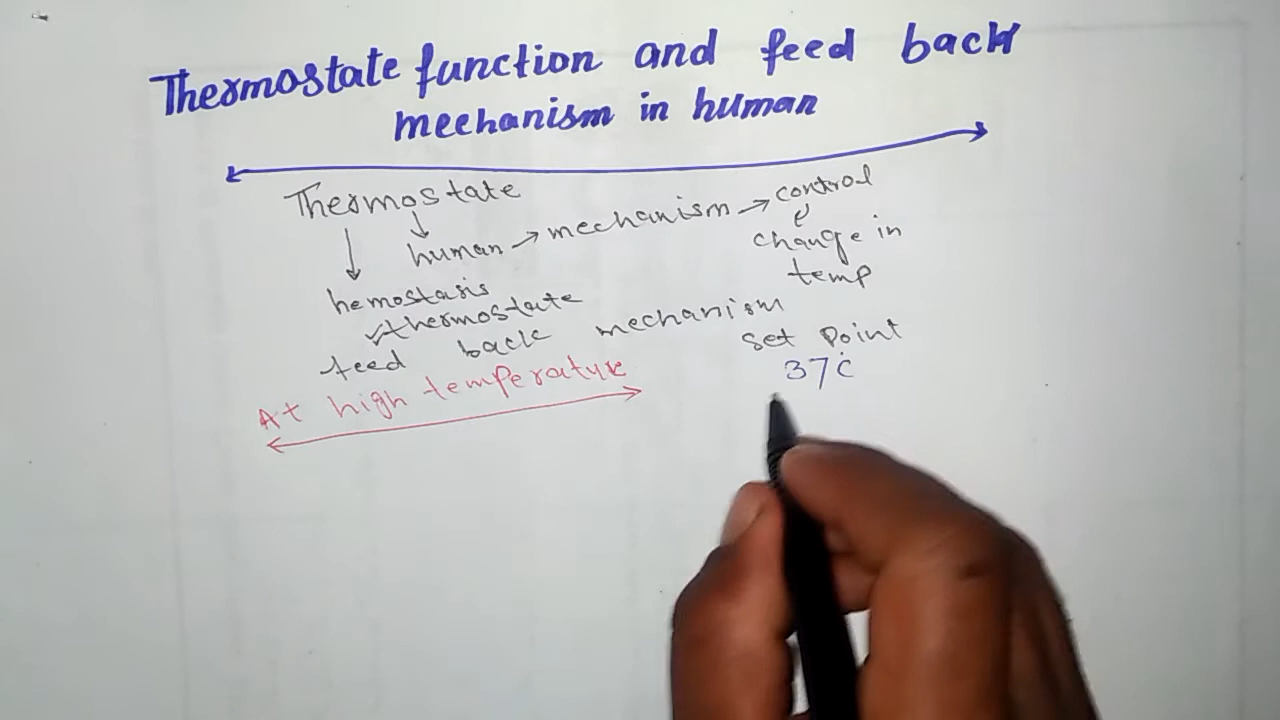 Thermostate function and feed back
mechanism in human
Thermostate
human → mechanism → control
change in
temp
hemostasis
thermostate
feed back mechanism
set point
37°C
At high temperature